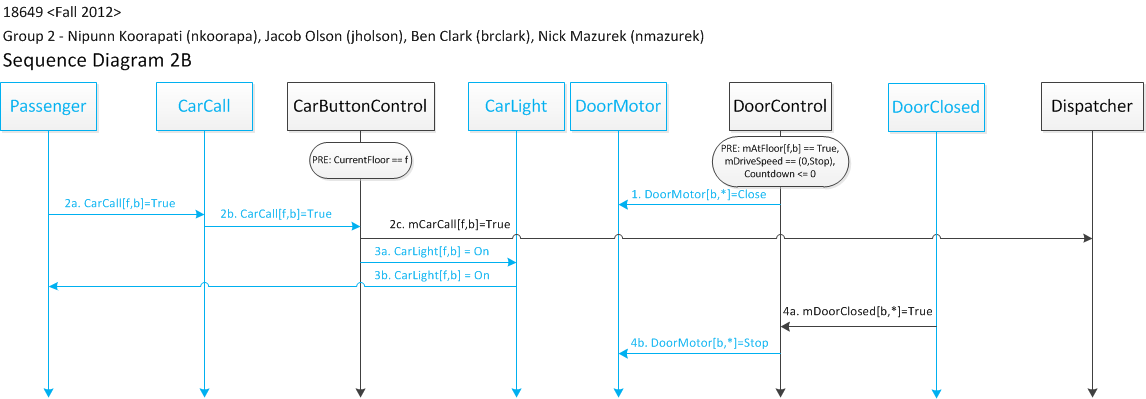 18649 <Fall 2012>
Group 2 - Nipunn Koorapati (nkoorapa), Jacob Olson (jholson), Ben Clark (brclark), Nick Mazurek (nmazurek)
Sequence Diagram 2B
Passenger
CarCall
CarButtonControl
CarLight
DoorMotor
DoorControl
DoorClosed
Dispatcher
PRE: CurrentFloor == f
PRE: mAtFloor[f,b] == True,
mDriveSpeed == (0,Stop),
Countdown <= 0
1. DoorMotor[b,*]=Close
2a. CarCall[f,b]=True
2b. CarCall[f,b]=True
2c. mCarCall[f,b]=True
3a. CarLight[f,b] = On
3b. CarLight[f,b] = On
4a. mDoorClosed[b,*]=True
4b. DoorMotor[b,*]=Stop